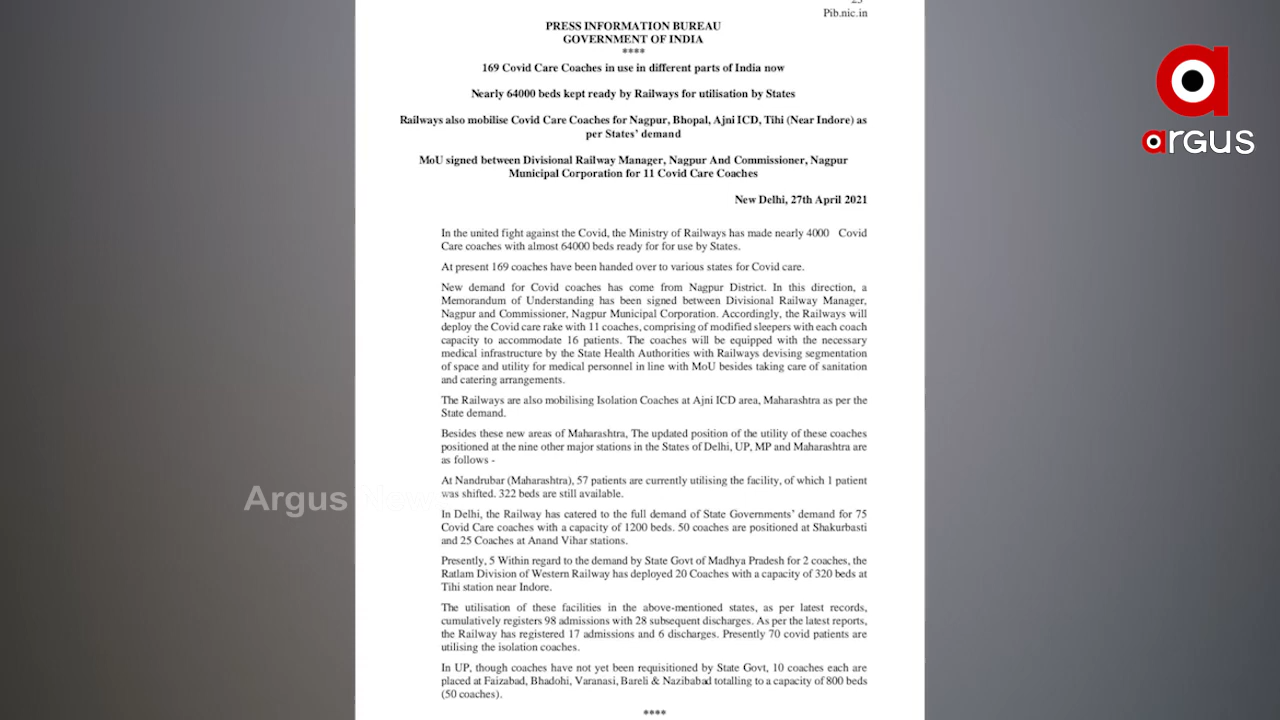 23
Pib.nic.in
PRESS INFORMATION BUREAU
GOVERNMENT OF INDIA
****
169 Covid Care Coaches in use in different parts of India now
Nearly 64000 beds kept ready by Railways for utilisation by States
Railways also mobilise Covid Care Coaches for Nagpur, Bhopal, Ajni ICD, Tihi (Near Indore) as
per States’ demand
MoU signed between Divisional Railway Manager, Nagpur And Commissioner, Nagpur
Municipal Corporation for 11 Covid Care Coaches
New Delhi, 27th April 2021
In the united fight against the Covid, the Ministry of Railways has made nearly 4000 Covid
Care coaches with almost 64000 beds ready for for use by States.
At present 169 coaches have been handed over to various states for Covid care.
New demand for Covid coaches has come from Nagpur District. In this direction, a
Memorandum of Understanding has been signed between Divisional Railway Manager,
Nagpur and Commissioner, Nagpur Municipal Corporation. Accordingly, the Railways will
deploy the Covid care rake with 11 coaches, comprising of modified sleepers with each coach
capacity to accommodate 16 patients. The coaches will be equipped with the necessary
medical infrastructure by the State Health Authorities with Railways devising segmentation
of space and utility for medical personnel in line with MoU besides taking care of sanitation
and catering arrangements.
The Railways are also mobilising Isolation Coaches at Ajni ICD area, Maharashtra as per the
State demand.
Besides these new areas of Maharashtra, The updated position of the utility of these coaches
positioned at the nine other major stations in the States of Delhi, UP, MP and Maharashtra are
as follows -
At Nandrubar (Maharashtra), 57 patients are currently utilising the facility, of which 1 patient
was shifted. 322 beds are still available.
In Delhi, the Railway has catered to the full demand of State Governments’ demand for 75
Covid Care coaches with a capacity of 1200 beds. 50 coaches are positioned at Shakurbasti
and 25 Coaches at Anand Vihar stations.
Presently, 5 Within regard to the demand by State Govt of Madhya Pradesh for 2 coaches, the
Ratlam Division of Western Railway has deployed 20 Coaches with a capacity of 320 beds at
Tihi station near Indore.
The utilisation of these facilities in the above-mentioned states, as per latest records,
cumulatively registers 98 admissions with 28 subsequent discharges. As per the latest reports,
the Railway has registered 17 admissions and 6 discharges. Presently 70 covid patients are
utilising the isolation coaches.
In UP, though coaches have not yet been requisitioned by State Govt, 10 coaches each are
placed at Faizabad, Bhadohi, Varanasi, Bareli & Nazibabad totalling to a capacity of 800 beds
(50 coaches).
****
argus
Argus New